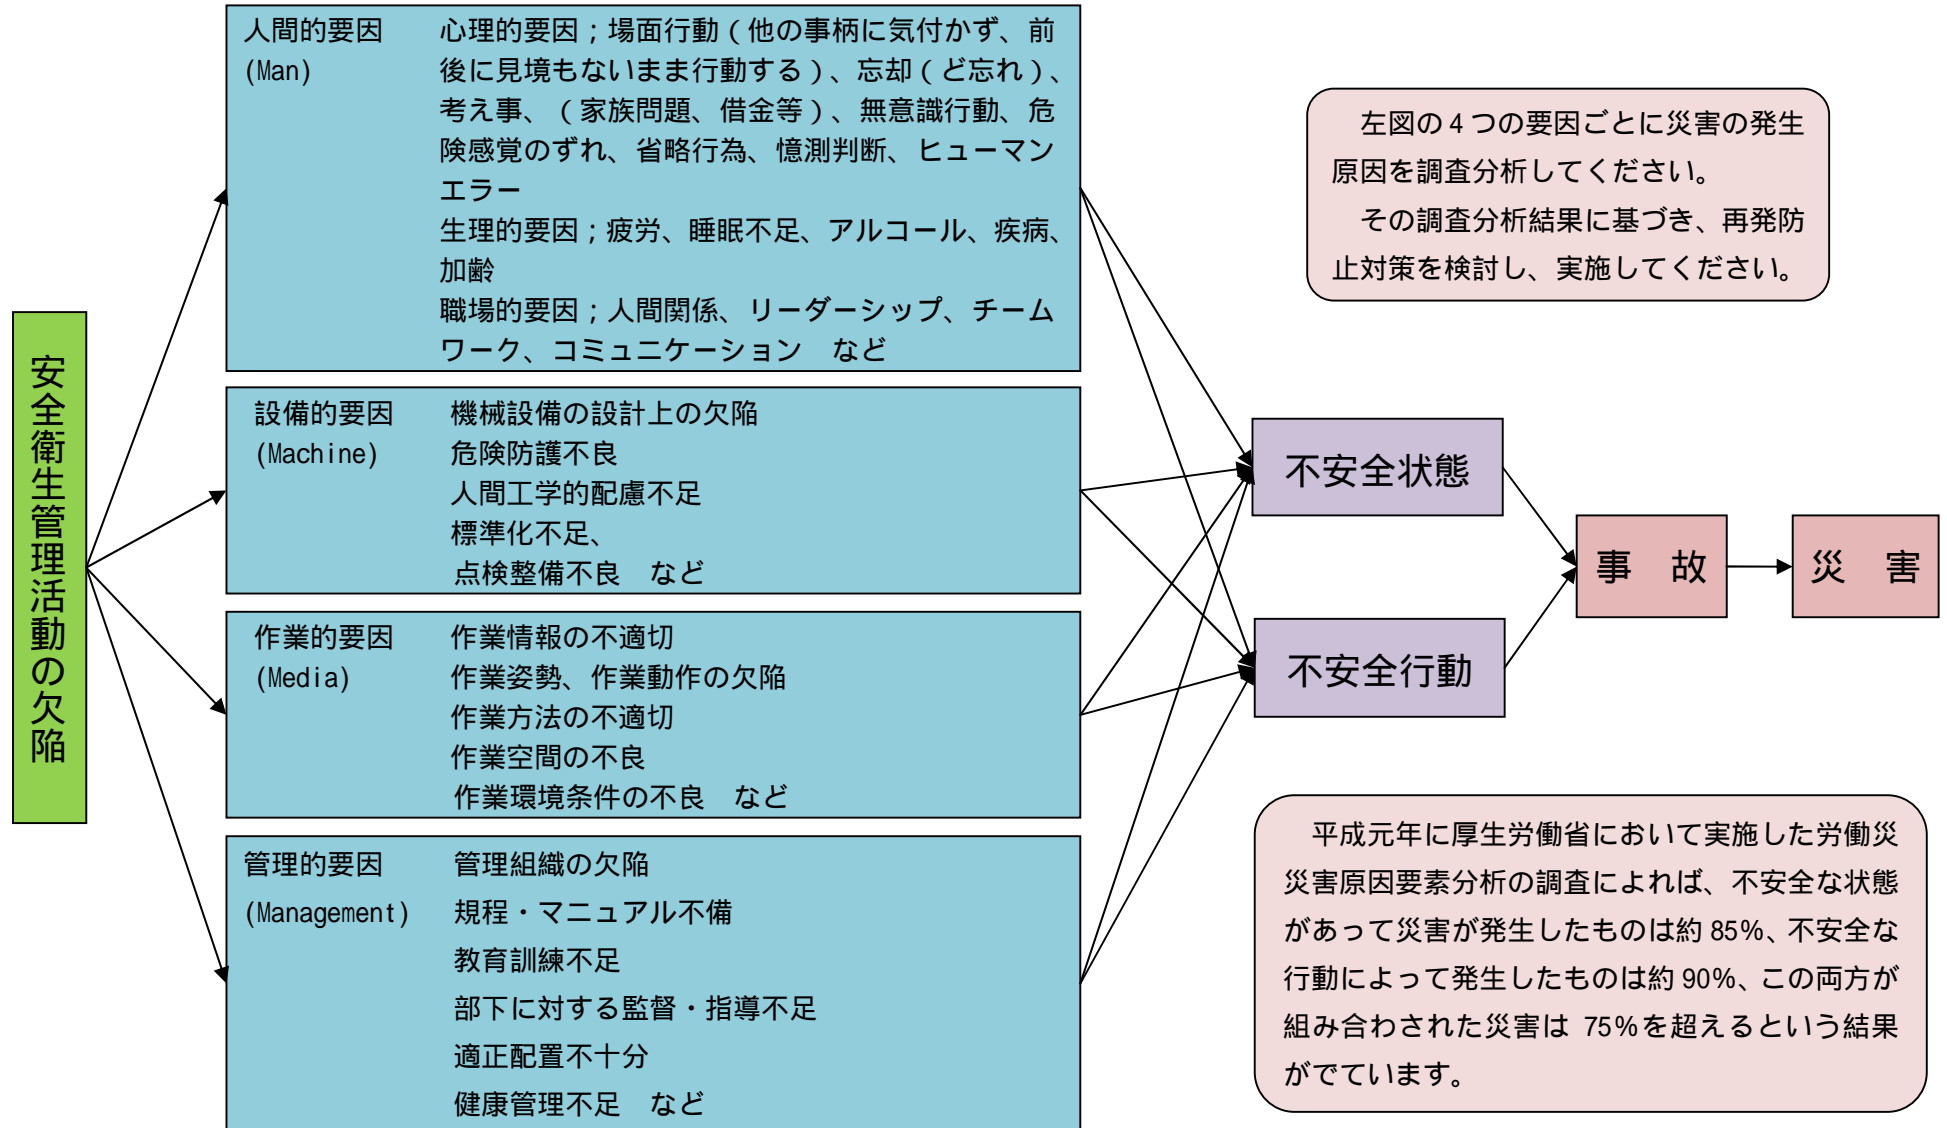 安全衛生管理活動の欠陥
人間的要因　心理的要因；場面行動（他の事柄に気付かず、前
(Man)　後に見境もないまま行動する）、忘却（ど忘れ）、
考え事、（家族問題、借金等）、無意識行動、危
険感覚のずれ、省略行為、憶測判断、ヒューマン
エラー
生理的要因；疲労、睡眠不足、アルコール、疾病、
加齢
職場的要因；人間関係、リーダーシップ、チーム
ワーク、コミュニケーション　など
設備的要因　機械設備の設計上の欠陥
(Machine)　危険防護不良
人間工学的配慮不足
標準化不足、
点検整備不良　など
作業的要因　作業情報の不適切
(Media)　作業姿勢、作業動作の欠陥
作業方法の不適切
作業空間の不良
作業環境条件の不良　など
管理的要因　管理組織の欠陥
(Management)　規程・マニュアル不備
教育訓練不足
部下に対する監督・指導不足
適正配置不十分
健康管理不足　など
不安全状態
不安全行動
事　故
災　害
左図の４つの要因ごとに災害の発生
原因を調査分析してください。
その調査分析結果に基づき、再発防
止対策を検討し、実施してください。
平成元年に厚生労働省において実施した労働災
災害原因要素分析の調査によれば、不安全な状態
があって災害が発生したものは約 85%、不安全な
行動によって発生したものは約 90%、この両方が
組み合わされた災害は 75%を超えるという結果
がでています。